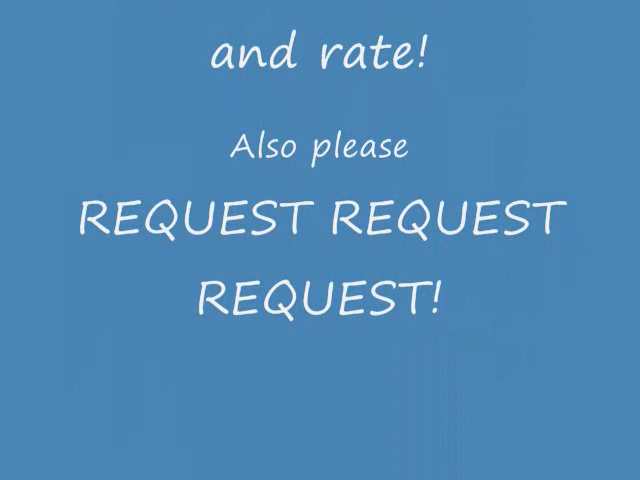 and rate!
Also please
REQUEST REQUEST
REQUEST!